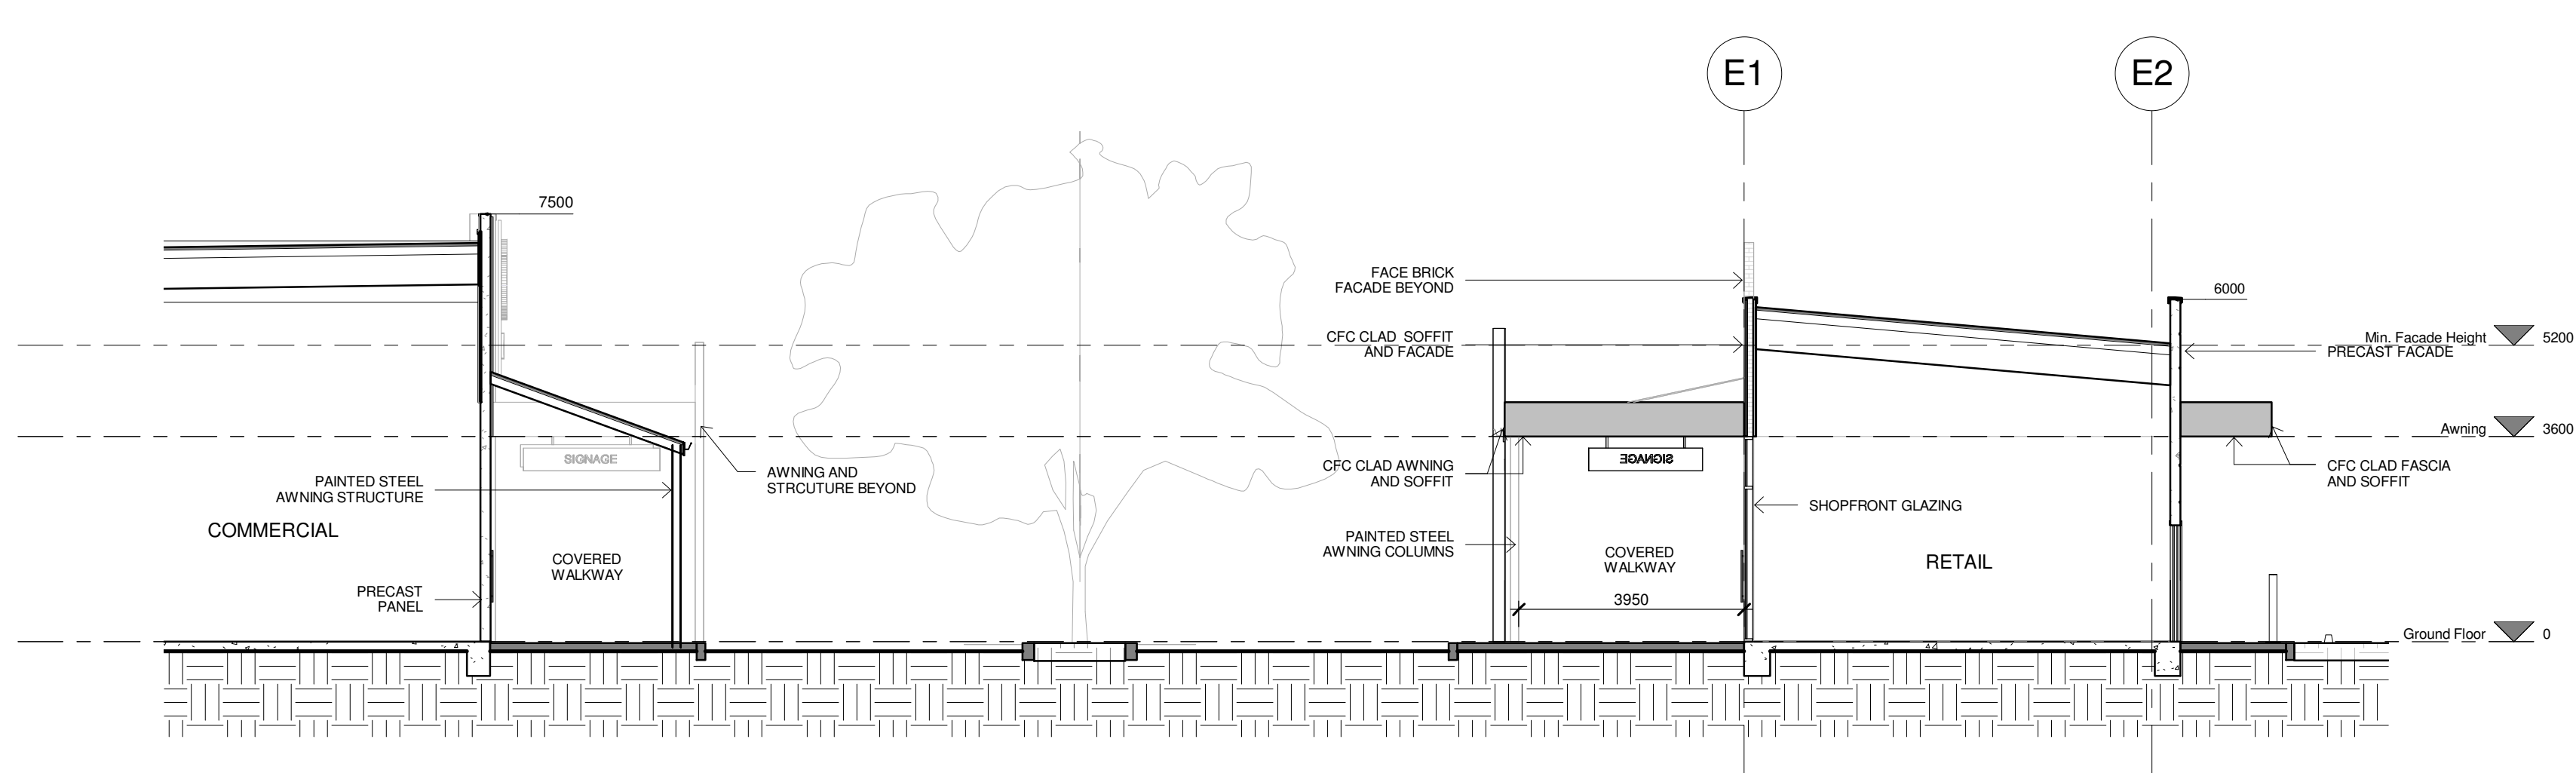 E1
E2
7500
FACE BRICK
FACADE BEYOND
6000
CFC CLAD SOFFIT
AND FACADE
Min. Facade Height
5200
PRECAST FACADE
Awning
3600
SIGNAGE
SIGNAGE
AWNING AND
STRCUTURE BEYOND
CFC CLAD AWNING
AND SOFFIT
CFC CLAD FASCIA
AND SOFFIT
PAINTED STEEL
AWNING STRUCTURE
SHOPFRONT GLAZING
COMMERCIAL
PAINTED STEEL
AWNING COLUMNS
COVERED
WALKWAY
COVERED
WALKWAY
RETAIL
PRECAST
PANEL
3950
Ground Floor
0